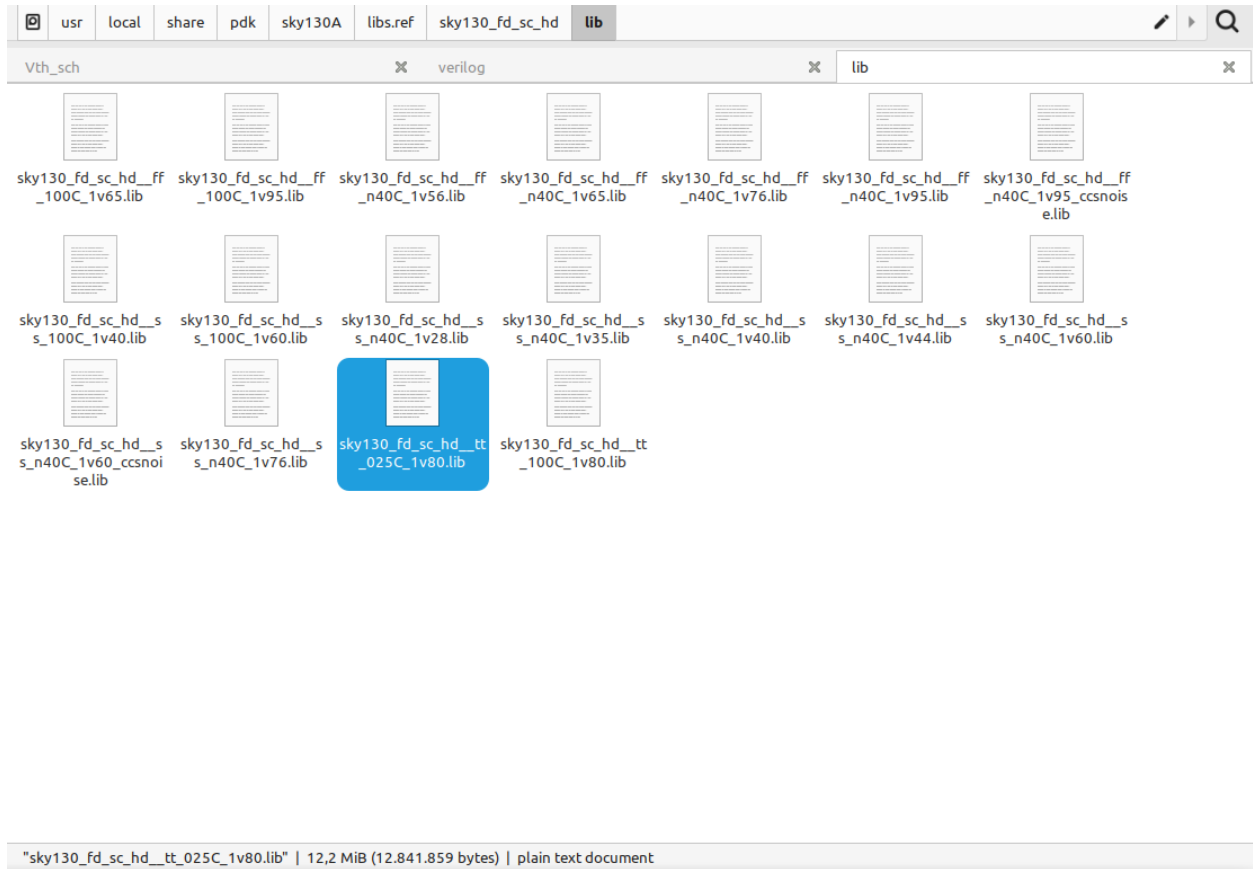 usr local share pdk sky130A libs.ref sky130_fd_sc_hd lib
Vth_sch verilog lib
sky130_fd_sc_hd__ff
_100C_1v65.lib
sky130_fd_sc_hd__ff
_100C_1v95.lib
sky130_fd_sc_hd__ff
_n40C_1v56.lib
sky130_fd_sc_hd__ff
_n40C_1v65.lib
sky130_fd_sc_hd__ff
_n40C_1v76.lib
sky130_fd_sc_hd__ff
_n40C_1v95.lib
sky130_fd_sc_hd__ff
_n40C_1v95_ccsnois
e.lib
sky130_fd_sc_hd__s
s_100C_1v40.lib
sky130_fd_sc_hd__s
s_100C_1v60.lib
sky130_fd_sc_hd__s
s_n40C_1v28.lib
sky130_fd_sc_hd__s
s_n40C_1v35.lib
sky130_fd_sc_hd__s
s_n40C_1v40.lib
sky130_fd_sc_hd__s
s_n40C_1v44.lib
sky130_fd_sc_hd__s
s_n40C_1v60.lib
sky130_fd_sc_hd__s
s_n40C_1v60_ccsnoi
se.lib
sky130_fd_sc_hd__s
s_n40C_1v76.lib
sky130_fd_sc_hd__tt
_025C_1v80.lib
sky130_fd_sc_hd__tt
_100C_1v80.lib
"sky130_fd_sc_hd__tt_025C_1v80.lib" | 12,2 MiB (12.841.859 bytes) | plain text document